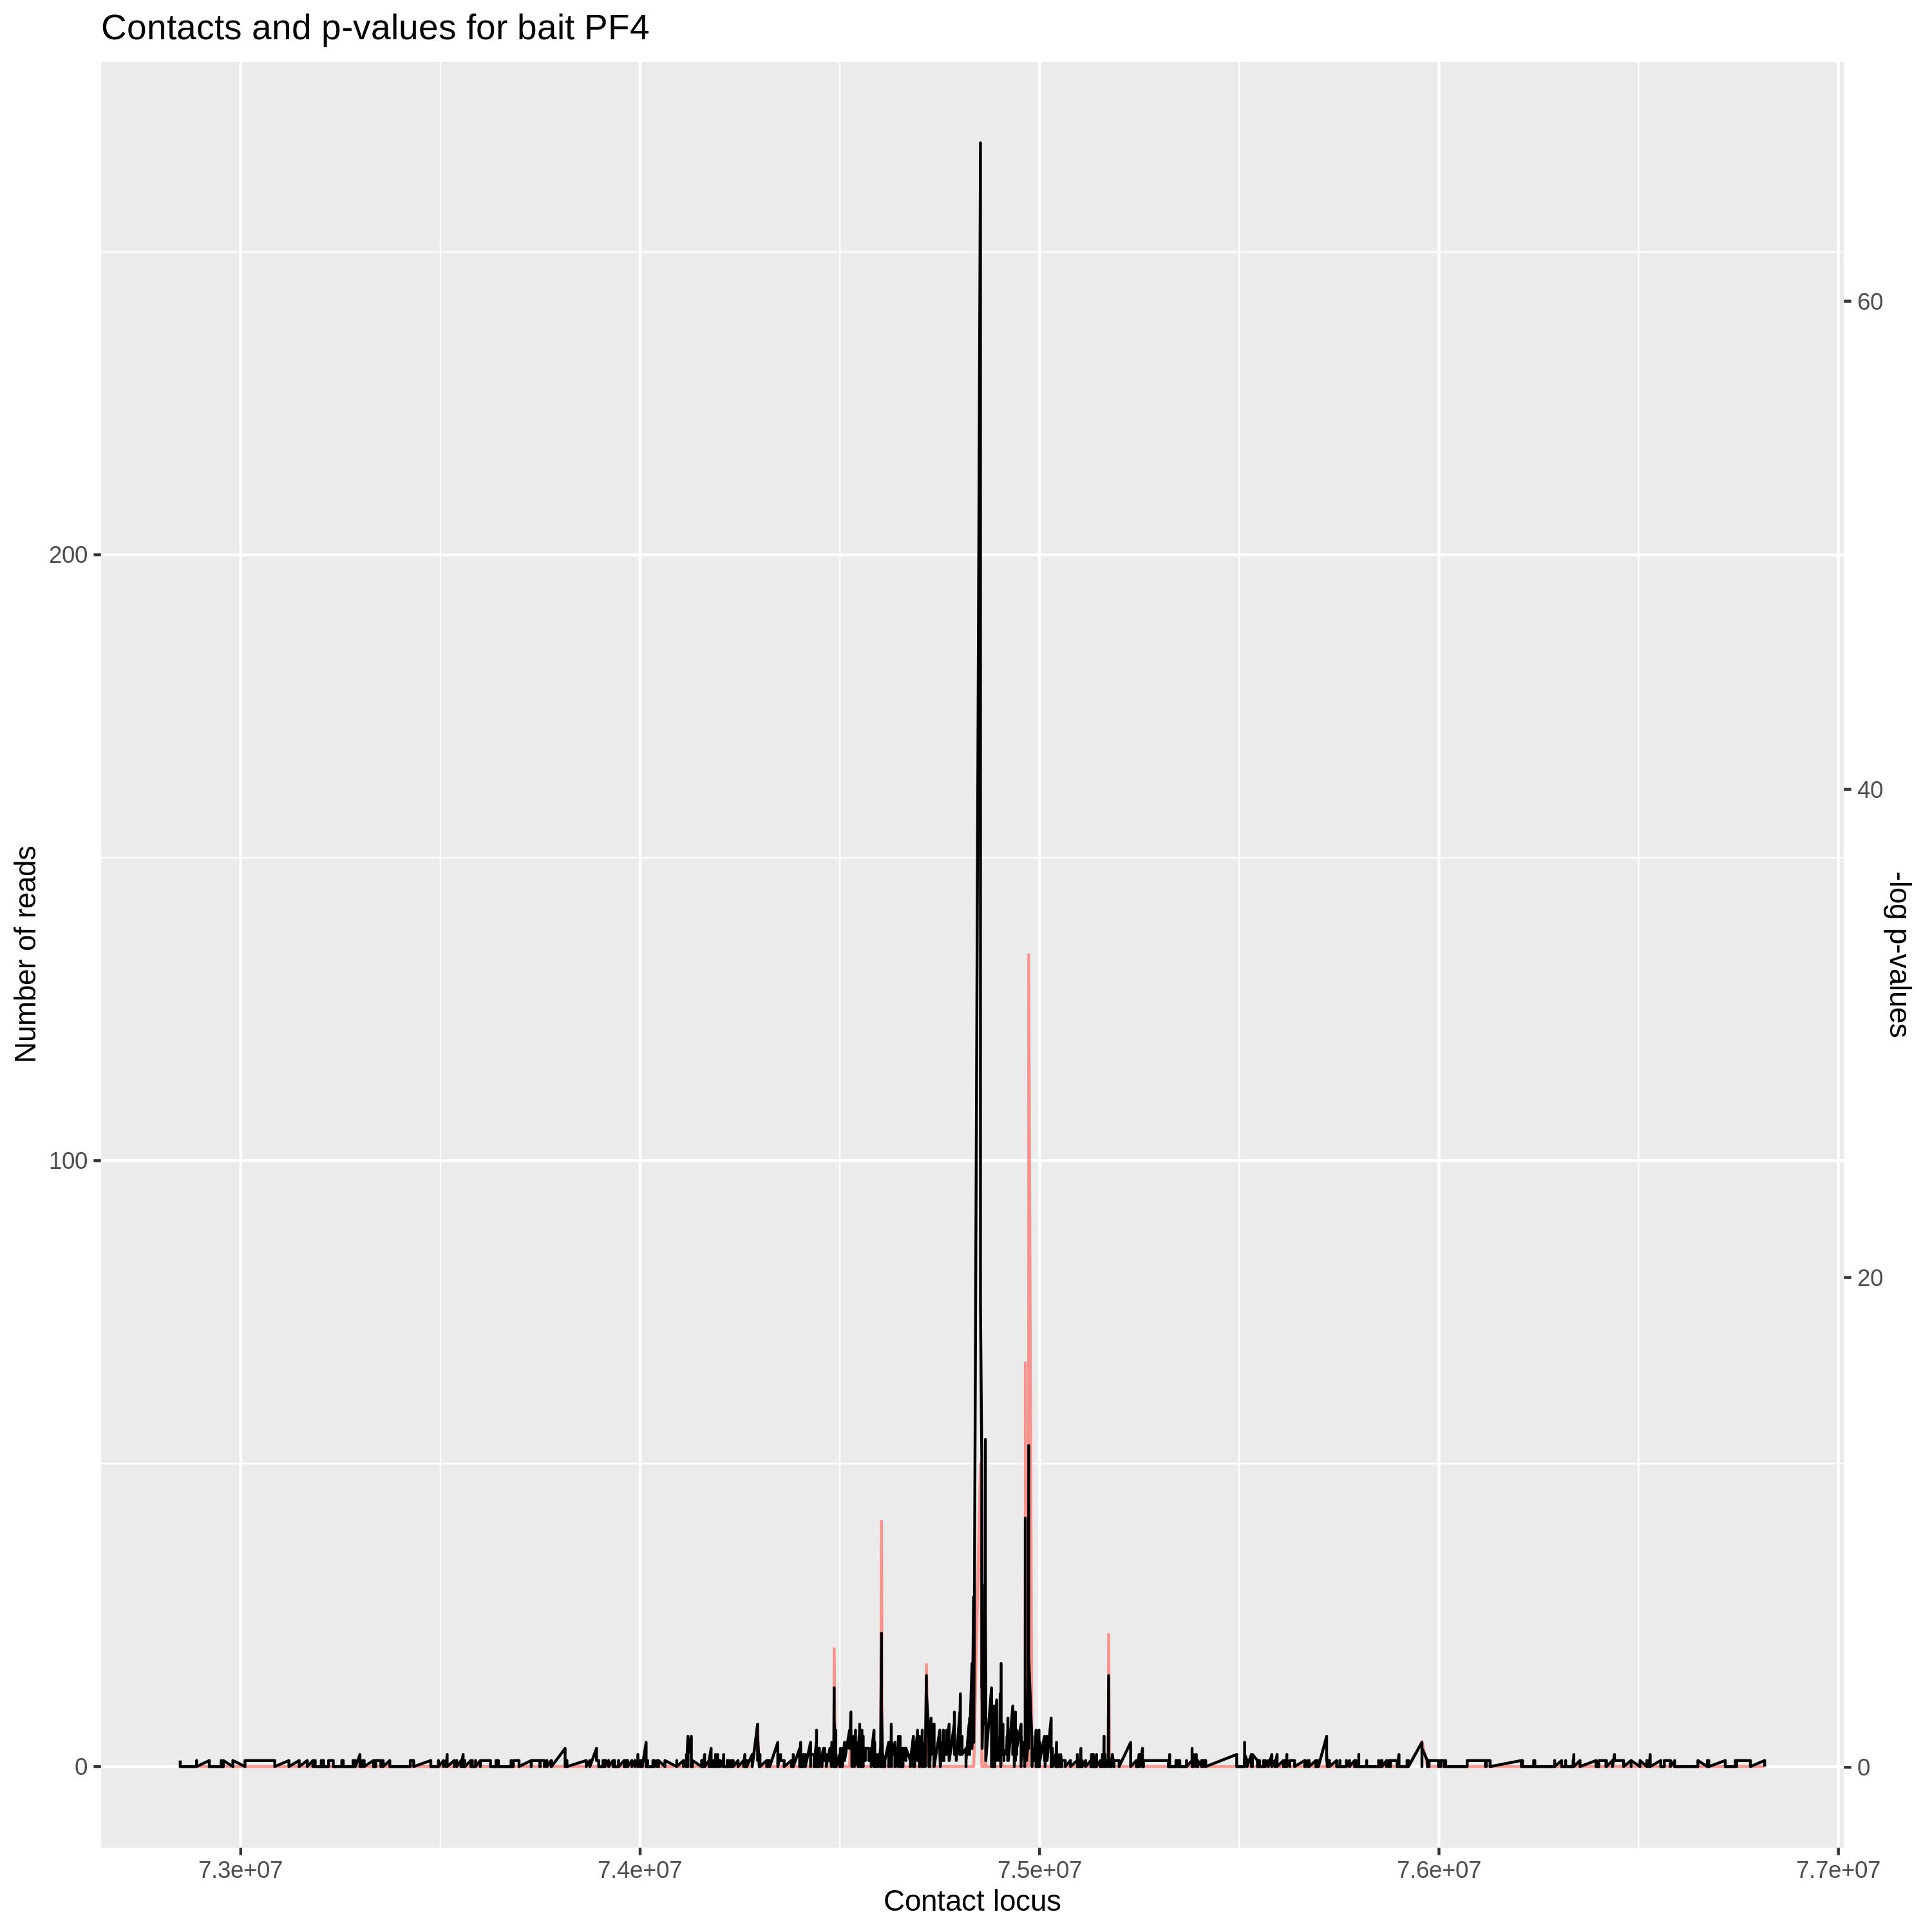 Contacts and p-values for bait PF4
Number of reads
200
100
0
60
40
20
0
-log p-values
7.3e+07
7.4e+07
7.5e+07
7.6e+07
7.7e+07
Contact locus